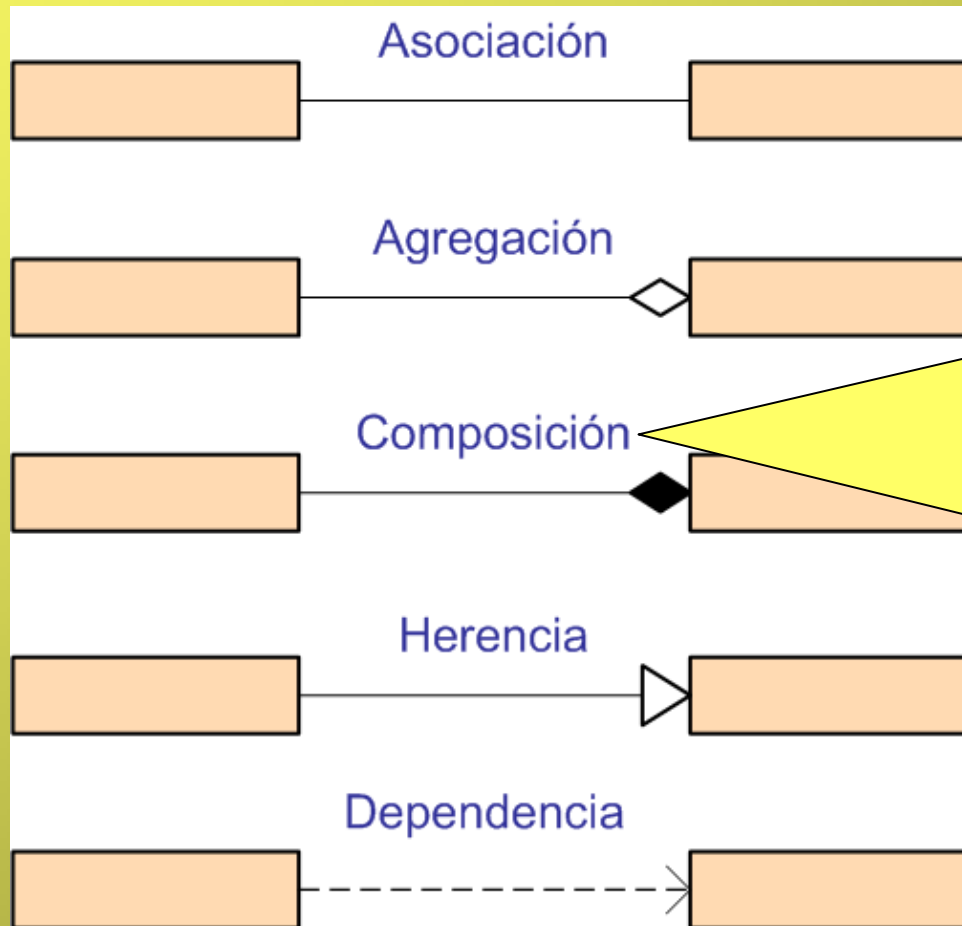 Asociación
Agregación
Composición
Herencia
Dependencia